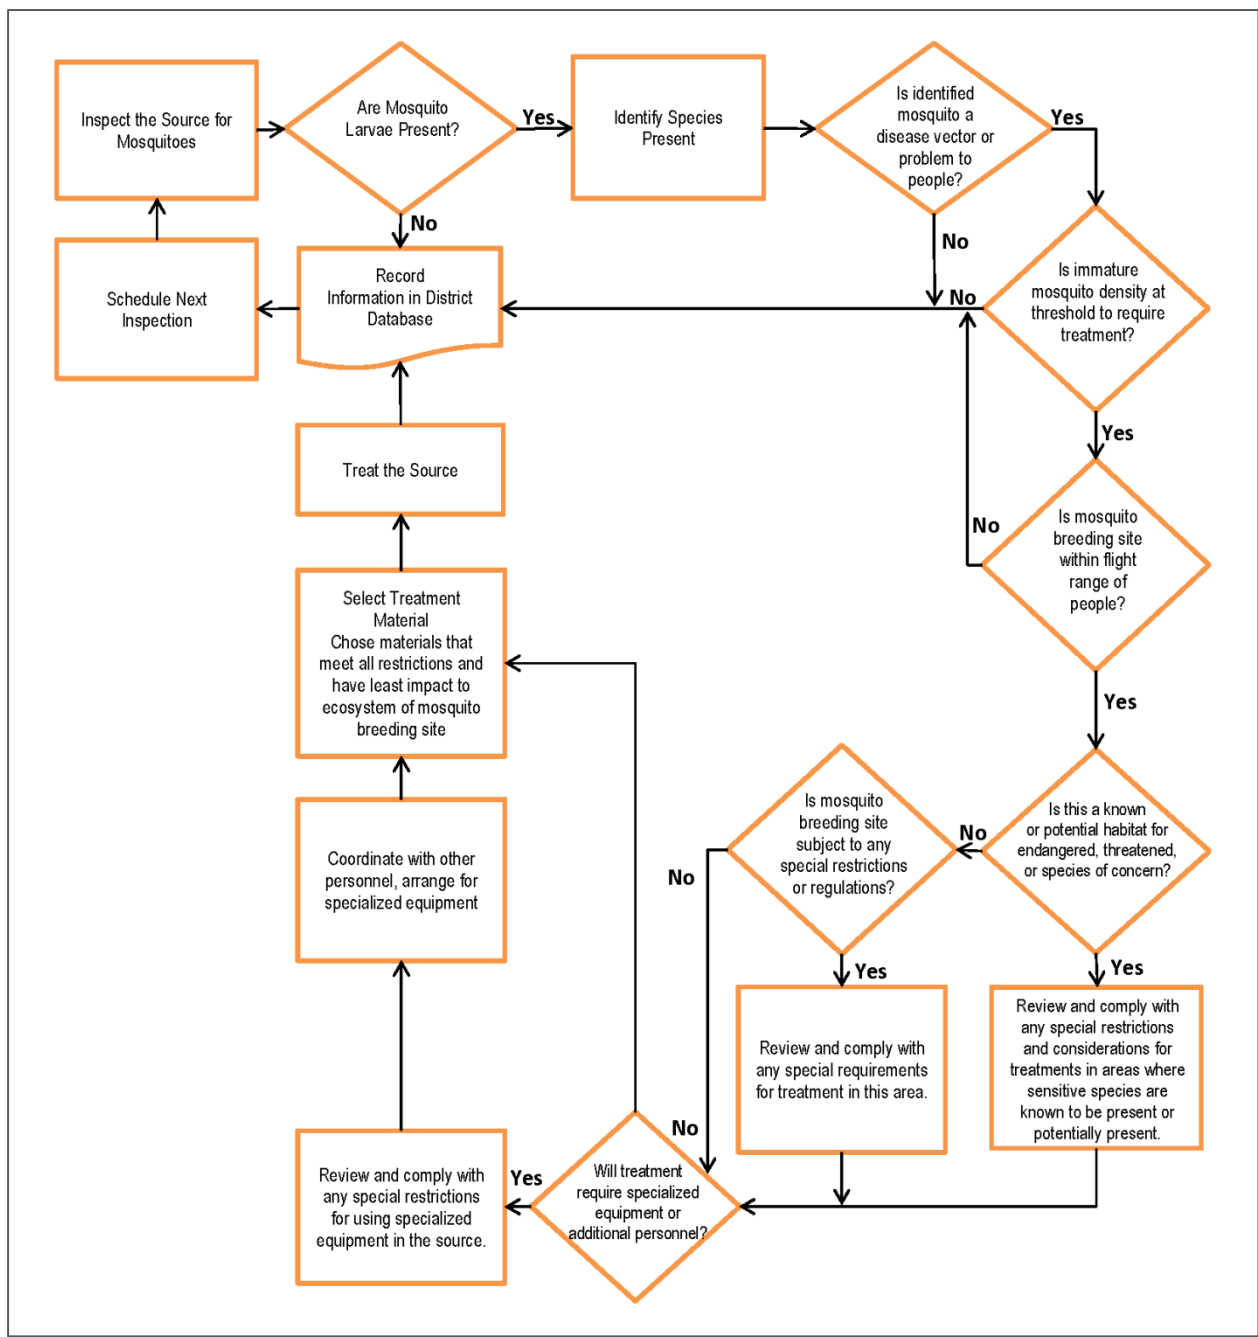 Inspect the Source for
Mosquitoes
Are Mosquito
Larvae Present?
Yes
Identify Species
Present
Is identified
mosquito a
disease vector or
problem to
people?
Yes
No
No
Schedule Next
Inspection
Record
Information in District
Database
No
Is immature
mosquito density at
threshold to require
treatment?
Yes
Treat the Source
No
Is mosquito
breeding site
within flight
range of
people?
Yes
Select Treatment
Material
Chose materials that
meet all restrictions and
have least impact to
ecosystem of mosquito
breeding site
Coordinate with other
personnel, arrange for
specialized equipment
Is mosquito
breeding site
subject to any
special restrictions
or regulations?
No
Is this a known
or potential habitat for
endangered, threatened,
or species of concern?
No
Yes
Yes
Review and comply with
any special requirements
for treatment in this area.
Review and comply with
any special restrictions
and considerations for
treatments in areas where
sensitive species are
known to be present or
potentially present.
Review and comply with
any special restrictions
for using specialized
equipment in the source.
Yes
Will treatment
require specialized
equipment or
additional personnel?
No